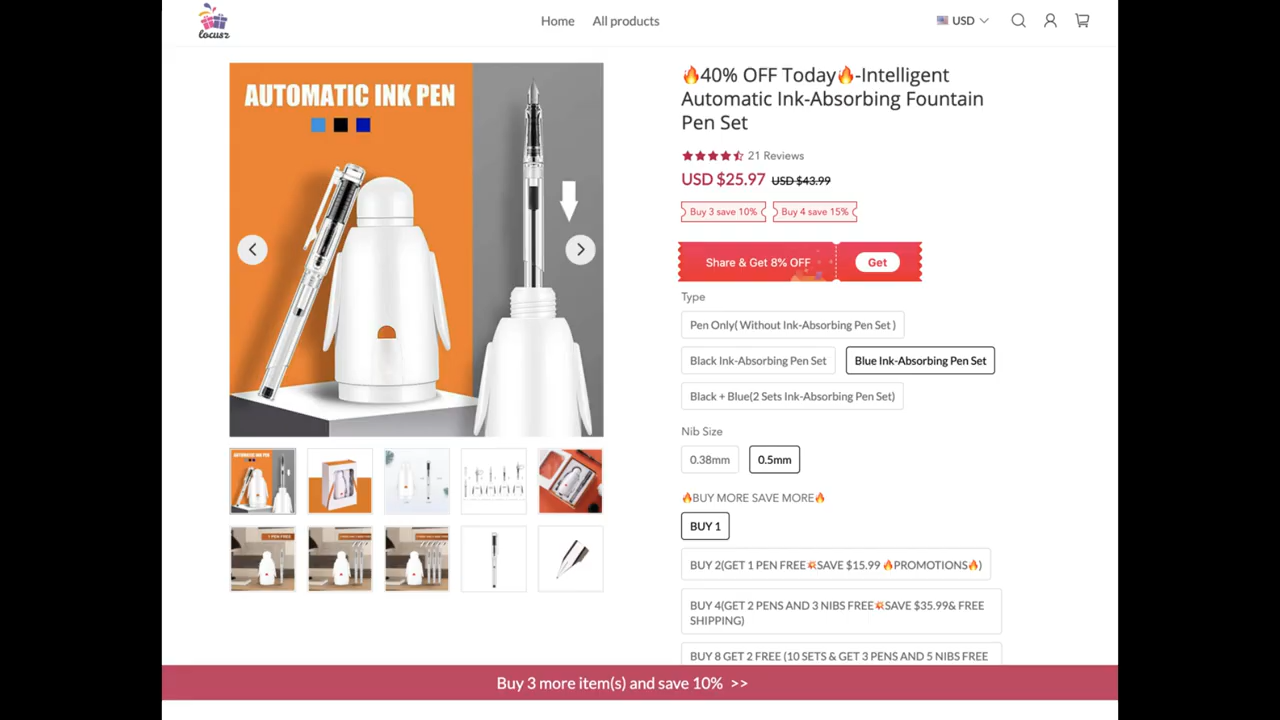 locusz
Home
All products
USD
AUTOMATIC INK PEN
🔥40% OFF Today🔥-Intelligent
Automatic Ink-Absorbing Fountain
Pen Set
21 Reviews
USD $25.97 USD $43.99
Buy 3 save 10%
Buy 4 save 15%
Share & Get 8% OFF
Get
Type
Pen Only( Without Ink-Absorbing Pen Set )
Black Ink-Absorbing Pen Set
Blue Ink-Absorbing Pen Set
Black + Blue(2 Sets Ink-Absorbing Pen Set)
Nib Size
0.38mm
0.5mm
🔥BUY MORE SAVE MORE🔥
BUY 1
BUY 2(GET 1 PEN FREE💥SAVE $15.99 🔥PROMOTIONS🔥)
BUY 4(GET 2 PENS AND 3 NIBS FREE💥SAVE $35.99& FREE
SHIPPING)
BUY 8 GET 2 FREE (10 SETS & GET 3 PENS AND 5 NIBS FREE
AUTOMATIC INK PEN
1 PEN FREE
Buy 3 more item(s) and save 10% >>